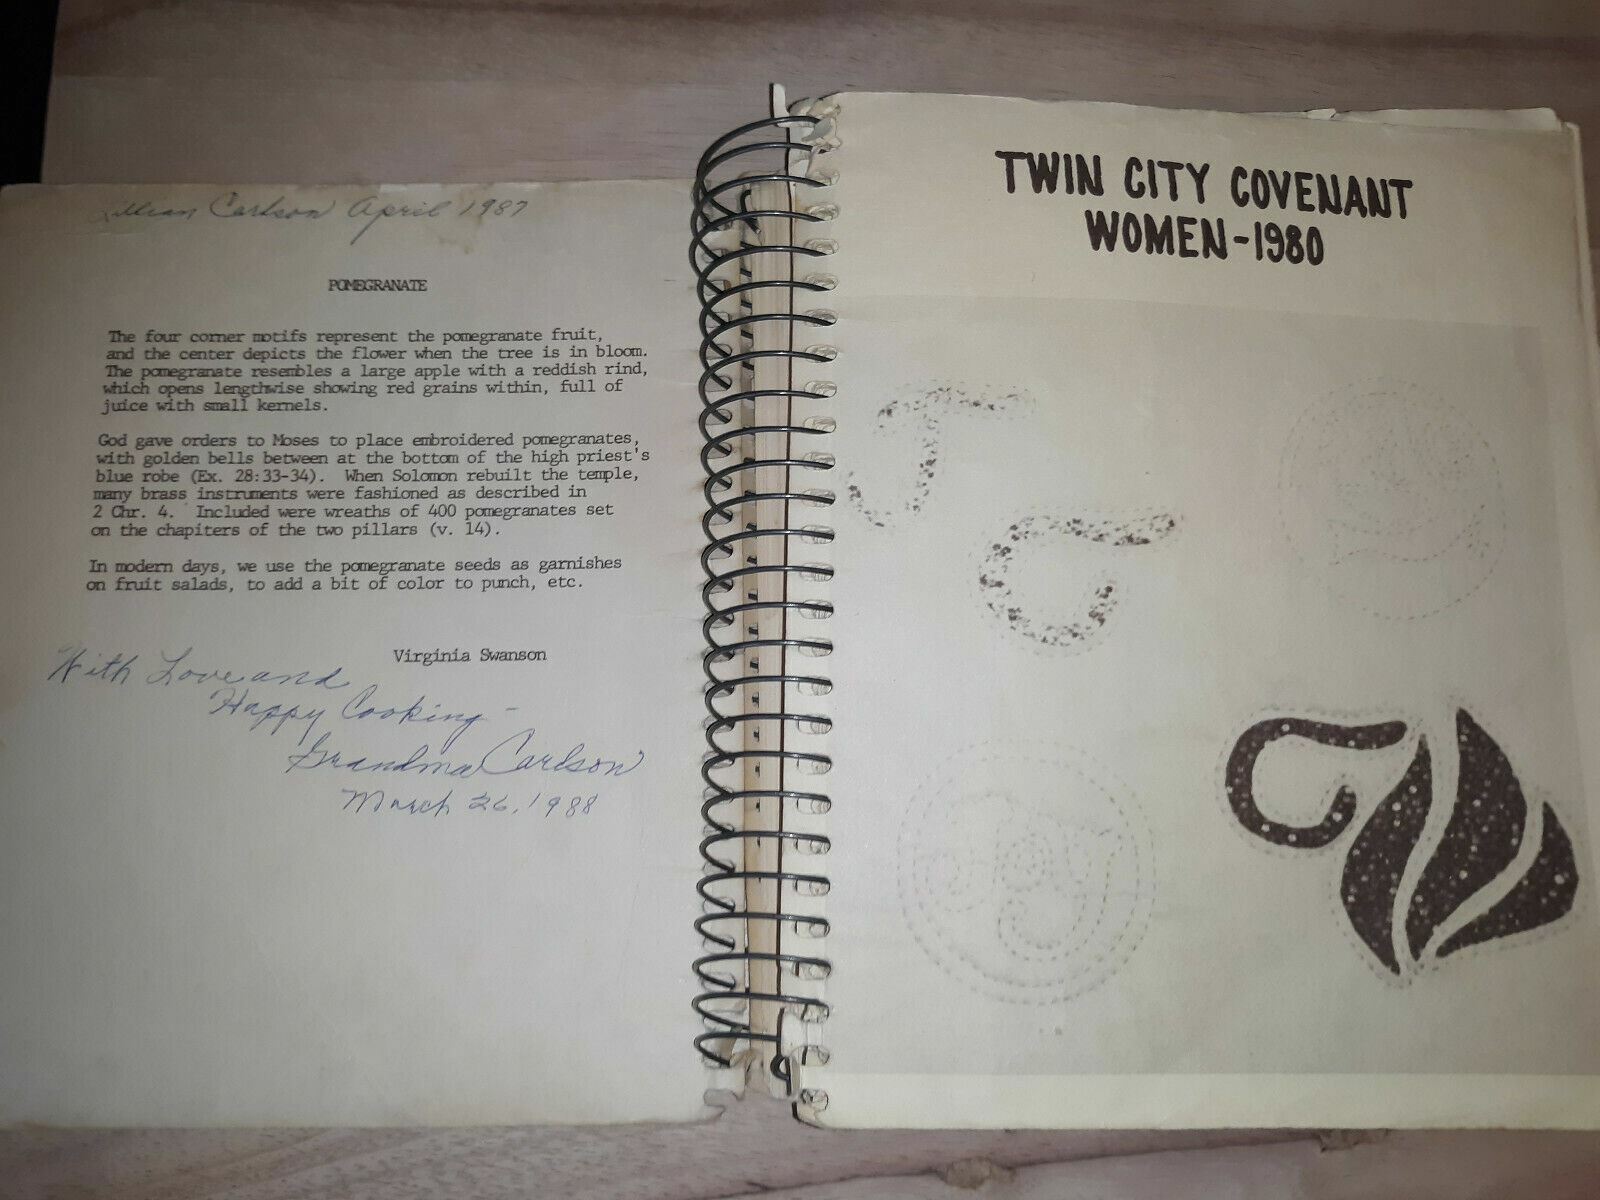 Lillian Carlson April 1987
POMEGRANATE
The four corner motifs represent the pomegranate fruit,
and the center depicts the flower when the tree is in bloom.
The pomegranate resembles a large apple with a reddish rind,
which opens lengthwise showing red grains within, full of
juice with small kernels.
God gave orders to Moses to place embroidered pomegranates,
with golden bells between at the bottom of the high priest's
blue robe (Ex. 28:33-34). When Solomon rebuilt the temple,
many brass instruments were fashioned as described in
2 Chr. 4. Included were wreaths of 400 pomegranates set
on the chapiters of the two pillars (v. 14).
In modern days, we use the pomegranate seeds as garnishes
on fruit salads, to add a bit of color to punch, etc.
Virginia Swanson
With Love and
Happy Cooking -
Grandma Carlson
March 26, 1988
TWIN CITY COVENANT
WOMEN-1980
T
C
C
W